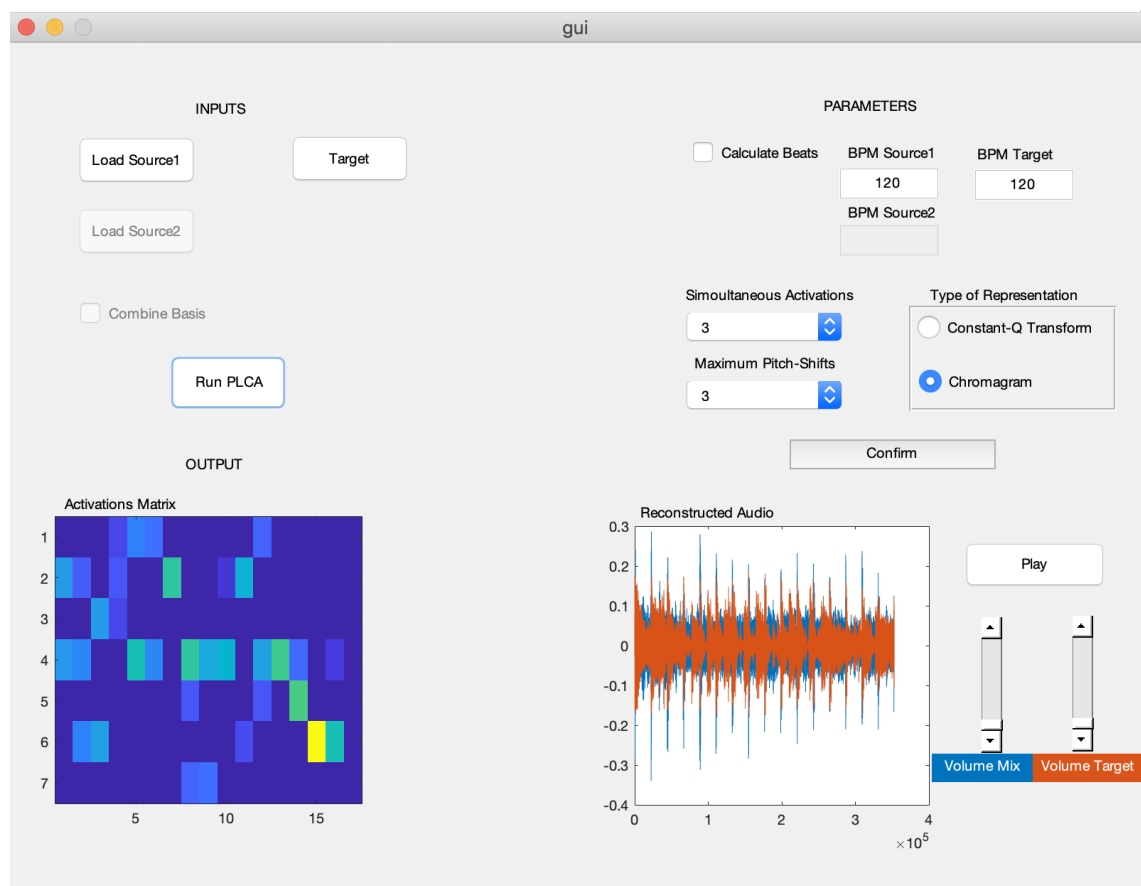 gui
INPUTS
Load Source1
Target
Load Source2
Combine Basis
Run PLCA
PARAMETERS
Calculate Beats
BPM Source1
BPM Target
120
120
BPM Source2
Simoultaneous Activations
3
Maximum Pitch-Shifts
3
Type of Representation
Constant-Q Transform
Chromagram
Confirm
OUTPUT
Activations Matrix
1
2
3
4
5
6
7
5 10 15
Reconstructed Audio
0.3
0.2
0.1
0
-0.1
-0.2
-0.3
-0.4
0 1 2 3 4
×10^5
Play
Volume Mix
Volume Target